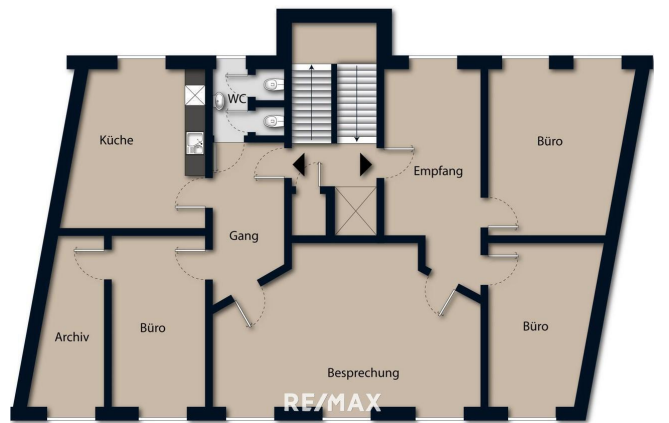 WC
Küche
Büro
Empfang
Gang
Archiv
Büro
Büro
Besprechung
RE/MAX